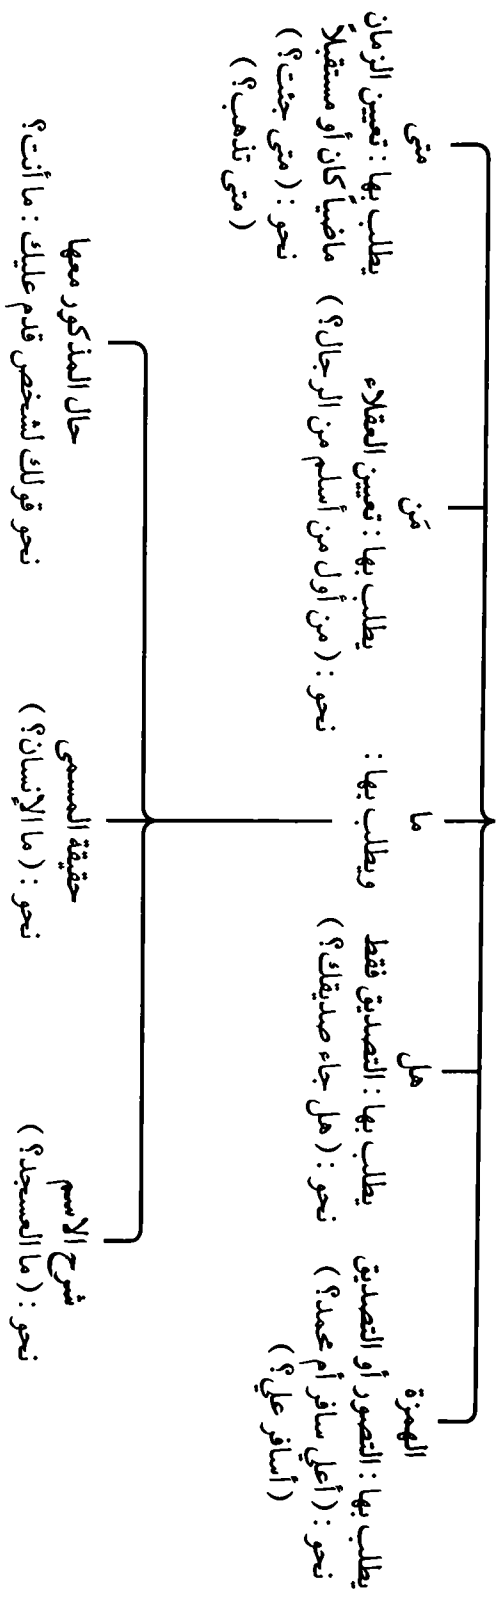 الهمزة
يطلب بها : التصور أو التصديق
نحو : ( أعلي سافر أم محمد؟ )
( أسافر علي؟ )
هل
يطلب بها : التصديق فقط
نحو : ( هل جاء صديقك؟ )
ما
ويطلب بها :
مَن
يطلب بها : تعيين العقلاء
نحو : ( من أول من أسلم من الرجال؟ )
متى
يطلب بها : تعيين الزمان
ماضياً كان أو مستقبلاً
نحو : ( متى جئت؟ )
( متى تذهب؟ )
شرح الاسم
نحو : ( ما العسجد؟ )
حقيقة المسمى
نحو : ( ما الإنسان؟ )
حال المذكور معها
نحو قولك لشخص قدم عليك : ما أنت؟